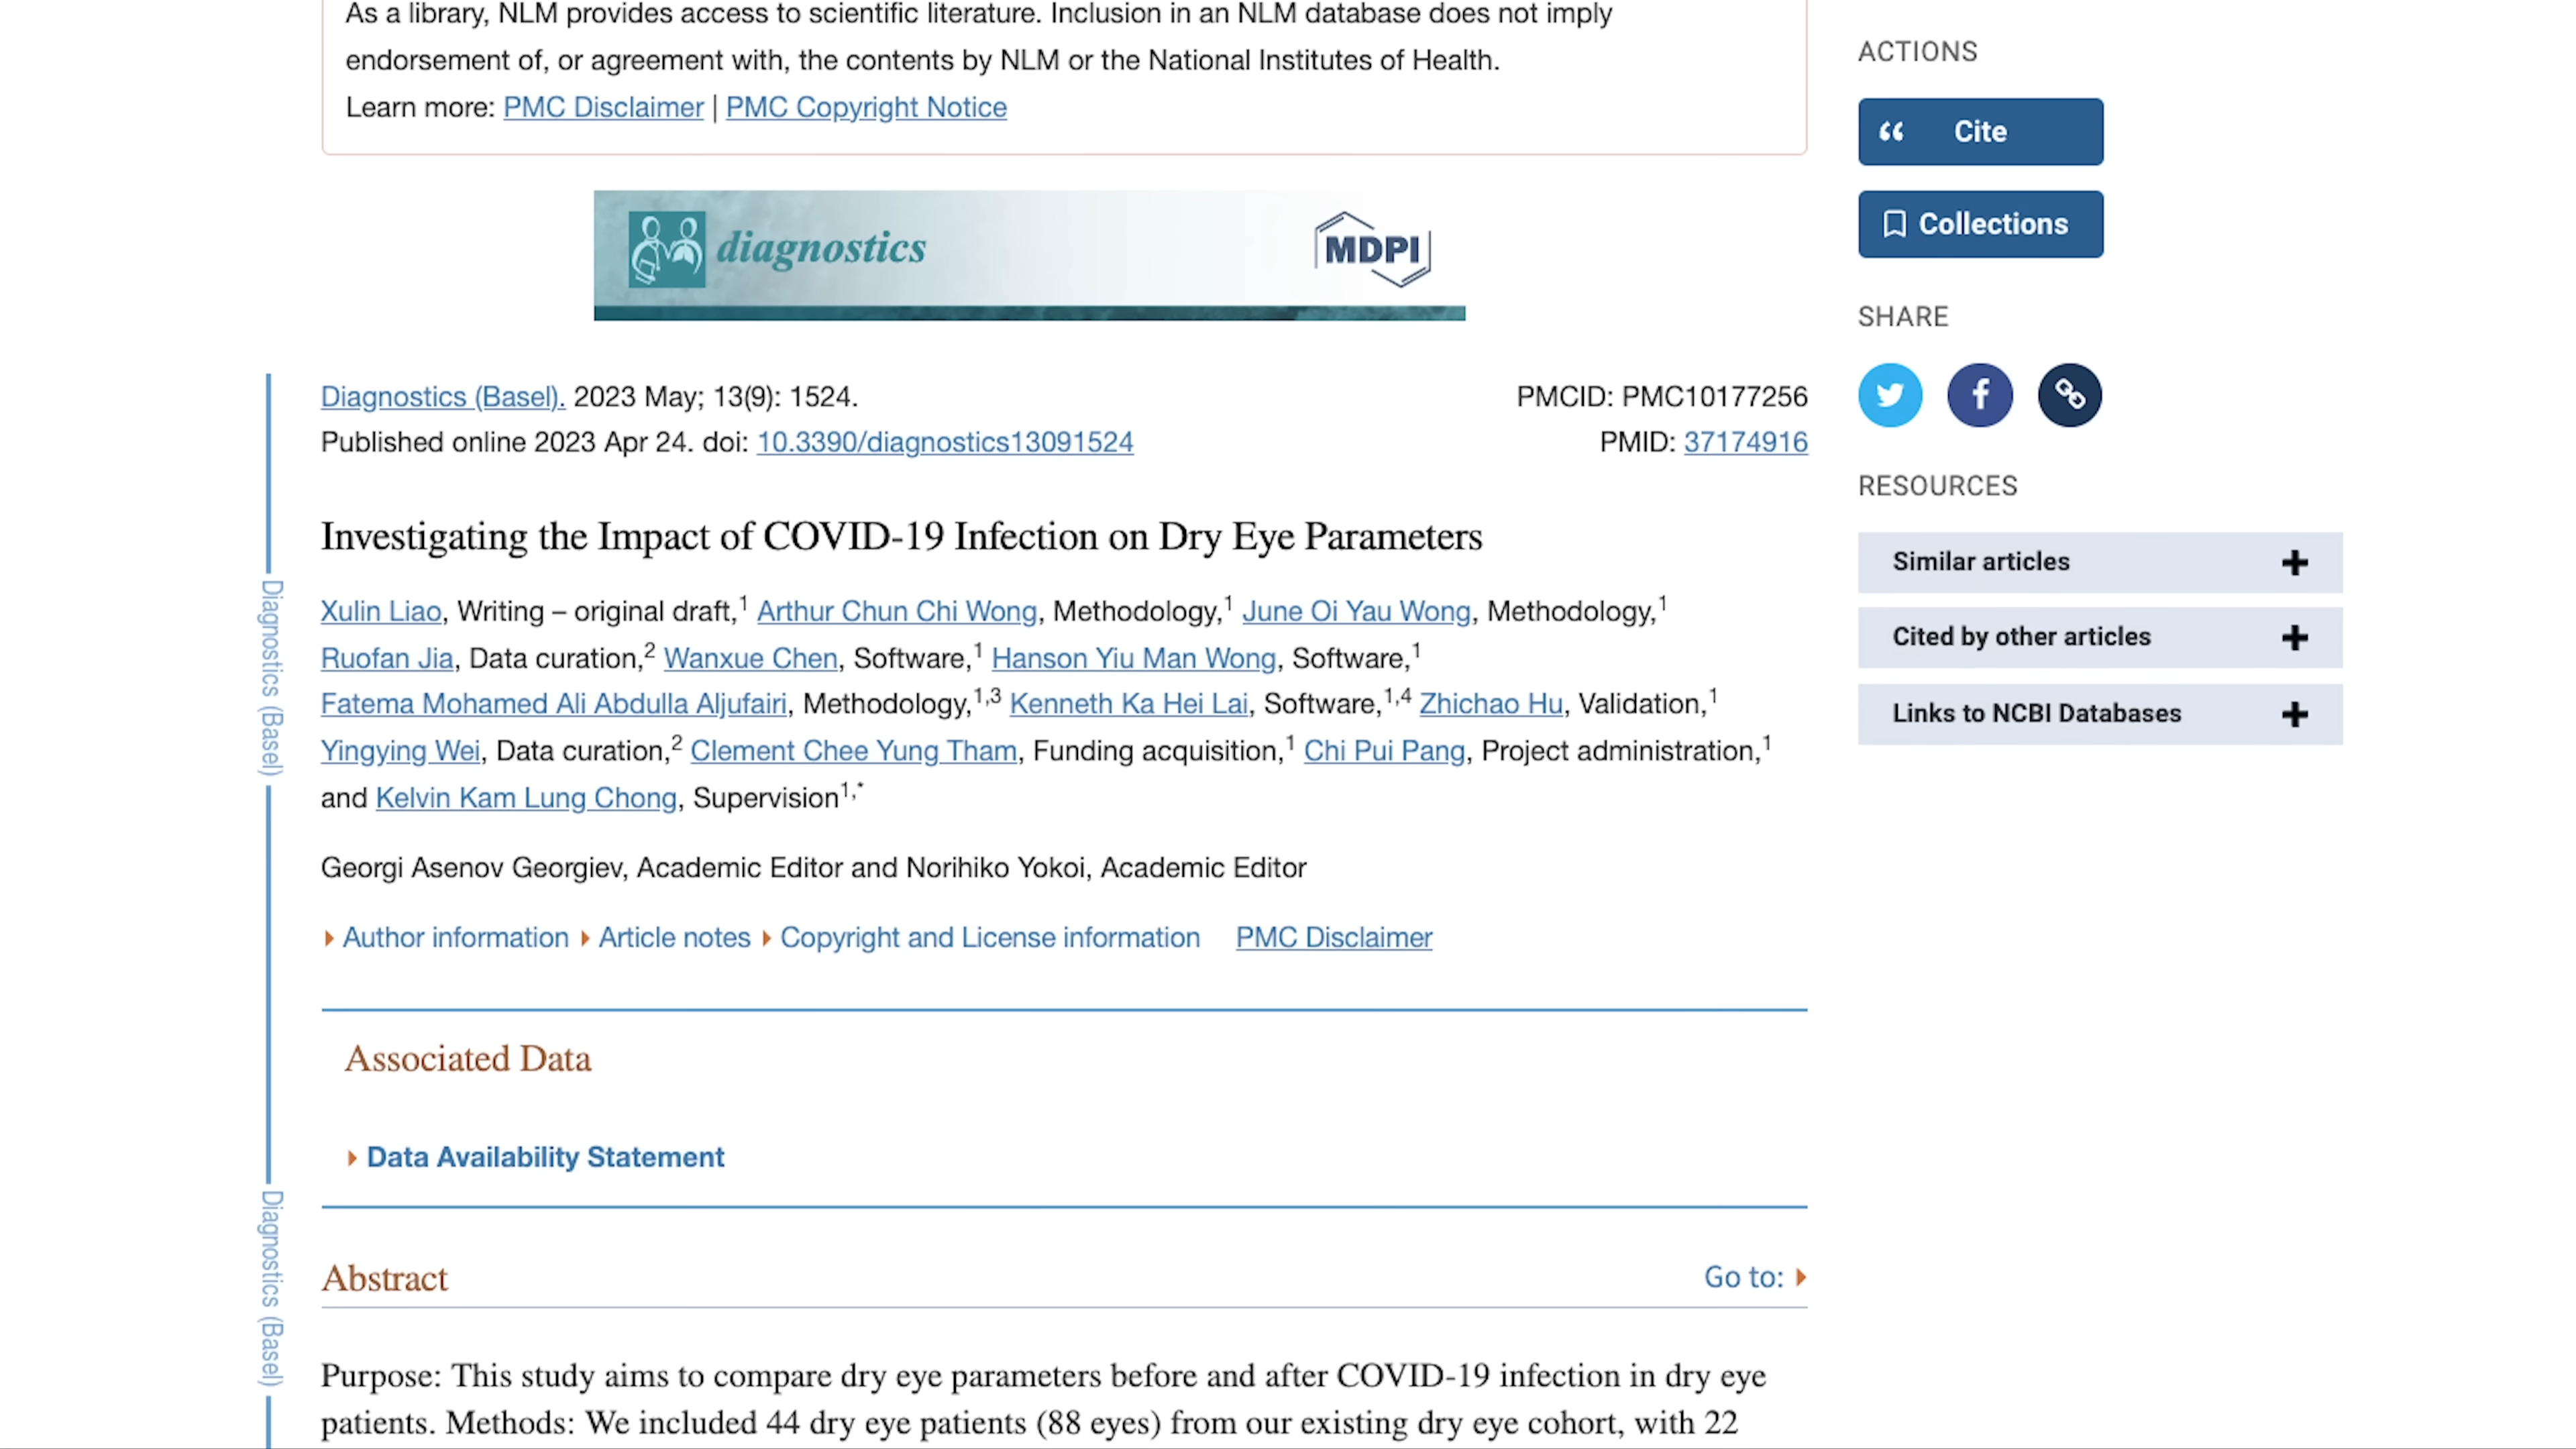 As a library, NLM provides access to scientific literature. Inclusion in an NLM database does not imply
endorsement of, or agreement with, the contents by NLM or the National Institutes of Health.
Learn more: PMC Disclaimer | PMC Copyright Notice
diagnostics
MDPI
Diagnostics (Basel). 2023 May; 13(9): 1524.
Published online 2023 Apr 24. doi: 10.3390/diagnostics13091524
PMCID: PMC10177256
PMID: 37174916
Investigating the Impact of COVID-19 Infection on Dry Eye Parameters
Xulin Liao, Writing – original draft,1 Arthur Chun Chi Wong, Methodology,1 June Oi Yau Wong, Methodology,1
Ruofan Jia, Data curation,2 Wanxue Chen, Software,1 Hanson Yiu Man Wong, Software,1
Fatema Mohamed Ali Abdulla Aljufairi, Methodology,1,3 Kenneth Ka Hei Lai, Software,1,4 Zhichao Hu, Validation,1
Yingying Wei, Data curation,2 Clement Chee Yung Tham, Funding acquisition,1 Chi Pui Pang, Project administration,1
and Kelvin Kam Lung Chong, Supervision1,*
Georgi Asenov Georgiev, Academic Editor and Norihiko Yokoi, Academic Editor
Author information Article notes Copyright and License information PMC Disclaimer
Associated Data
Data Availability Statement
Abstract
Go to:
Purpose: This study aims to compare dry eye parameters before and after COVID-19 infection in dry eye
patients. Methods: We included 44 dry eye patients (88 eyes) from our existing dry eye cohort, with 22
Diagnostics (Basel)
Diagnostics (Basel)
ACTIONS
Cite
Collections
SHARE
RESOURCES
Similar articles
Cited by other articles
Links to NCBI Databases